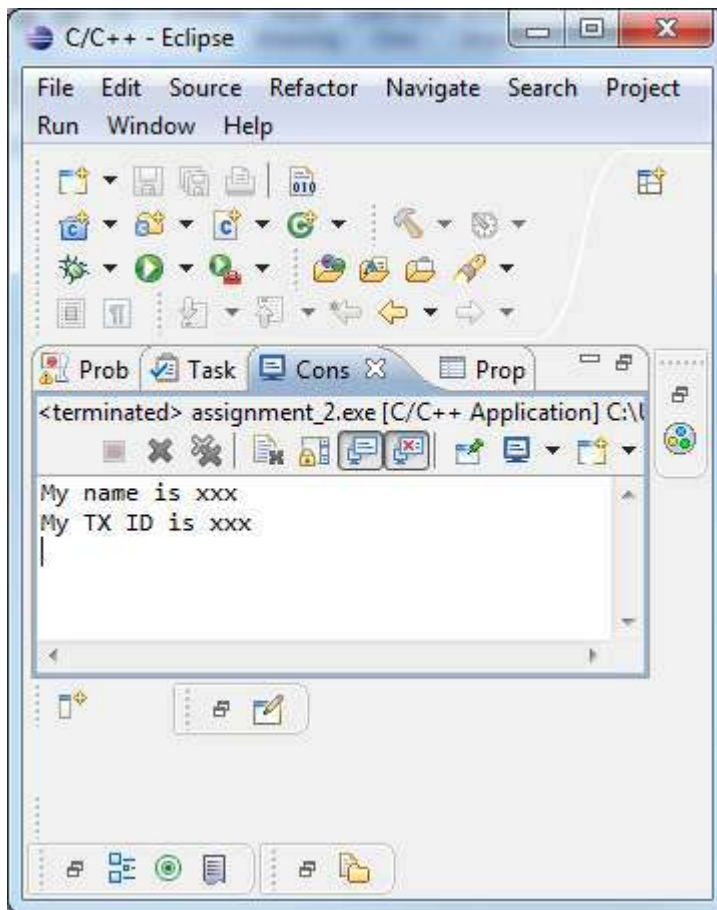 C/C++ - Eclipse
File Edit Source Refactor Navigate Search Project
Run Window Help
010
Prob Task Cons Prop
<terminated> assignment_2.exe [C/C++ Application] C:\U
My name is xxx
My TX ID is xxx